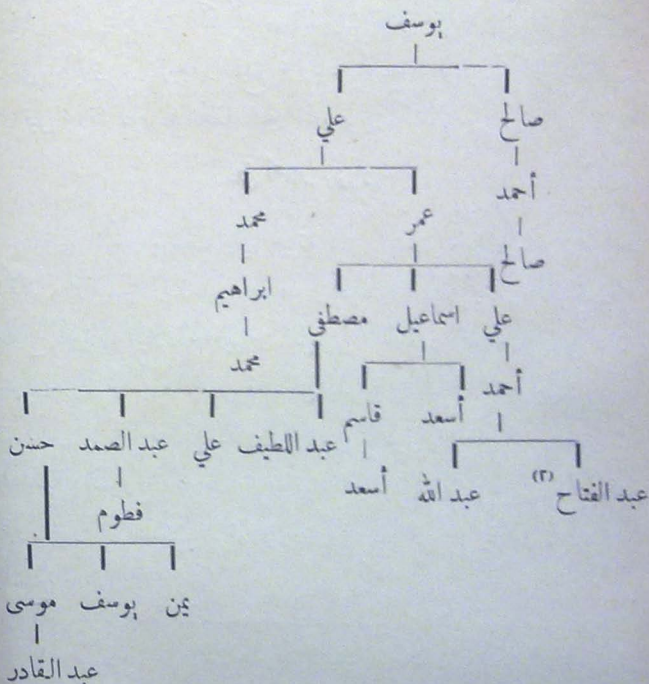 يوسف
علي صالح
أحمد
محمد عمر
صالح
ابراهيم
مصطفى اسماعيل علي
محمد
أحمد
قاسم أسعد
حسن عبد الصمد علي عبد اللطيف
أسعد عبد الله عبد الفتاح (٢)
فطوم
موسى يوسف يمن
عبد القادر